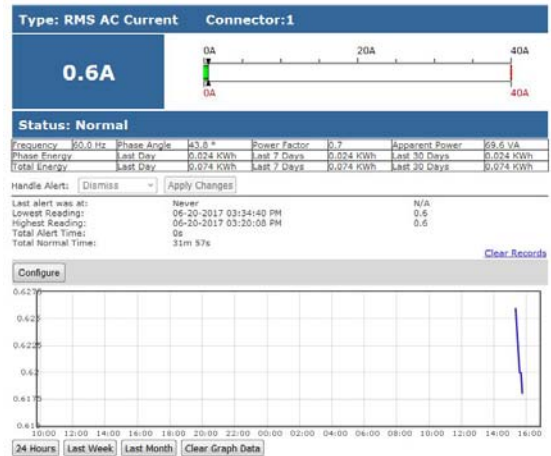 Type: RMS AC Current Connector:1
0.6A
0A 20A 40A
0A 40A
Status: Normal
Frequency 60.0 Hz Phase Angle 43.8 ° Power Factor 0.7 Apparent Power 69.6 VA
Phase Energy Last Day 0.024 KWh Last 7 Days 0.024 KWh Last 30 Days 0.024 KWh
Total Energy Last Day 0.074 KWh Last 7 Days 0.074 KWh Last 30 Days 0.074 KWh
Handle Alert: Dismiss Apply Changes
Last alert was at: Never N/A
Lowest Reading: 06-20-2017 03:34:40 PM 0.6
Highest Reading: 06-20-2017 03:20:08 PM 0.6
Total Alert Time: 0s
Total Normal Time: 31m 57s
Clear Records
Configure
0.6275
0.625
0.6225
0.62
0.6175
0.615
10:00 12:00 14:00 16:00 18:00 20:00 22:00 00:00 02:00 04:00 06:00 08:00 10:00 12:00 14:00 16:00
24 Hours Last Week Last Month Clear Graph Data